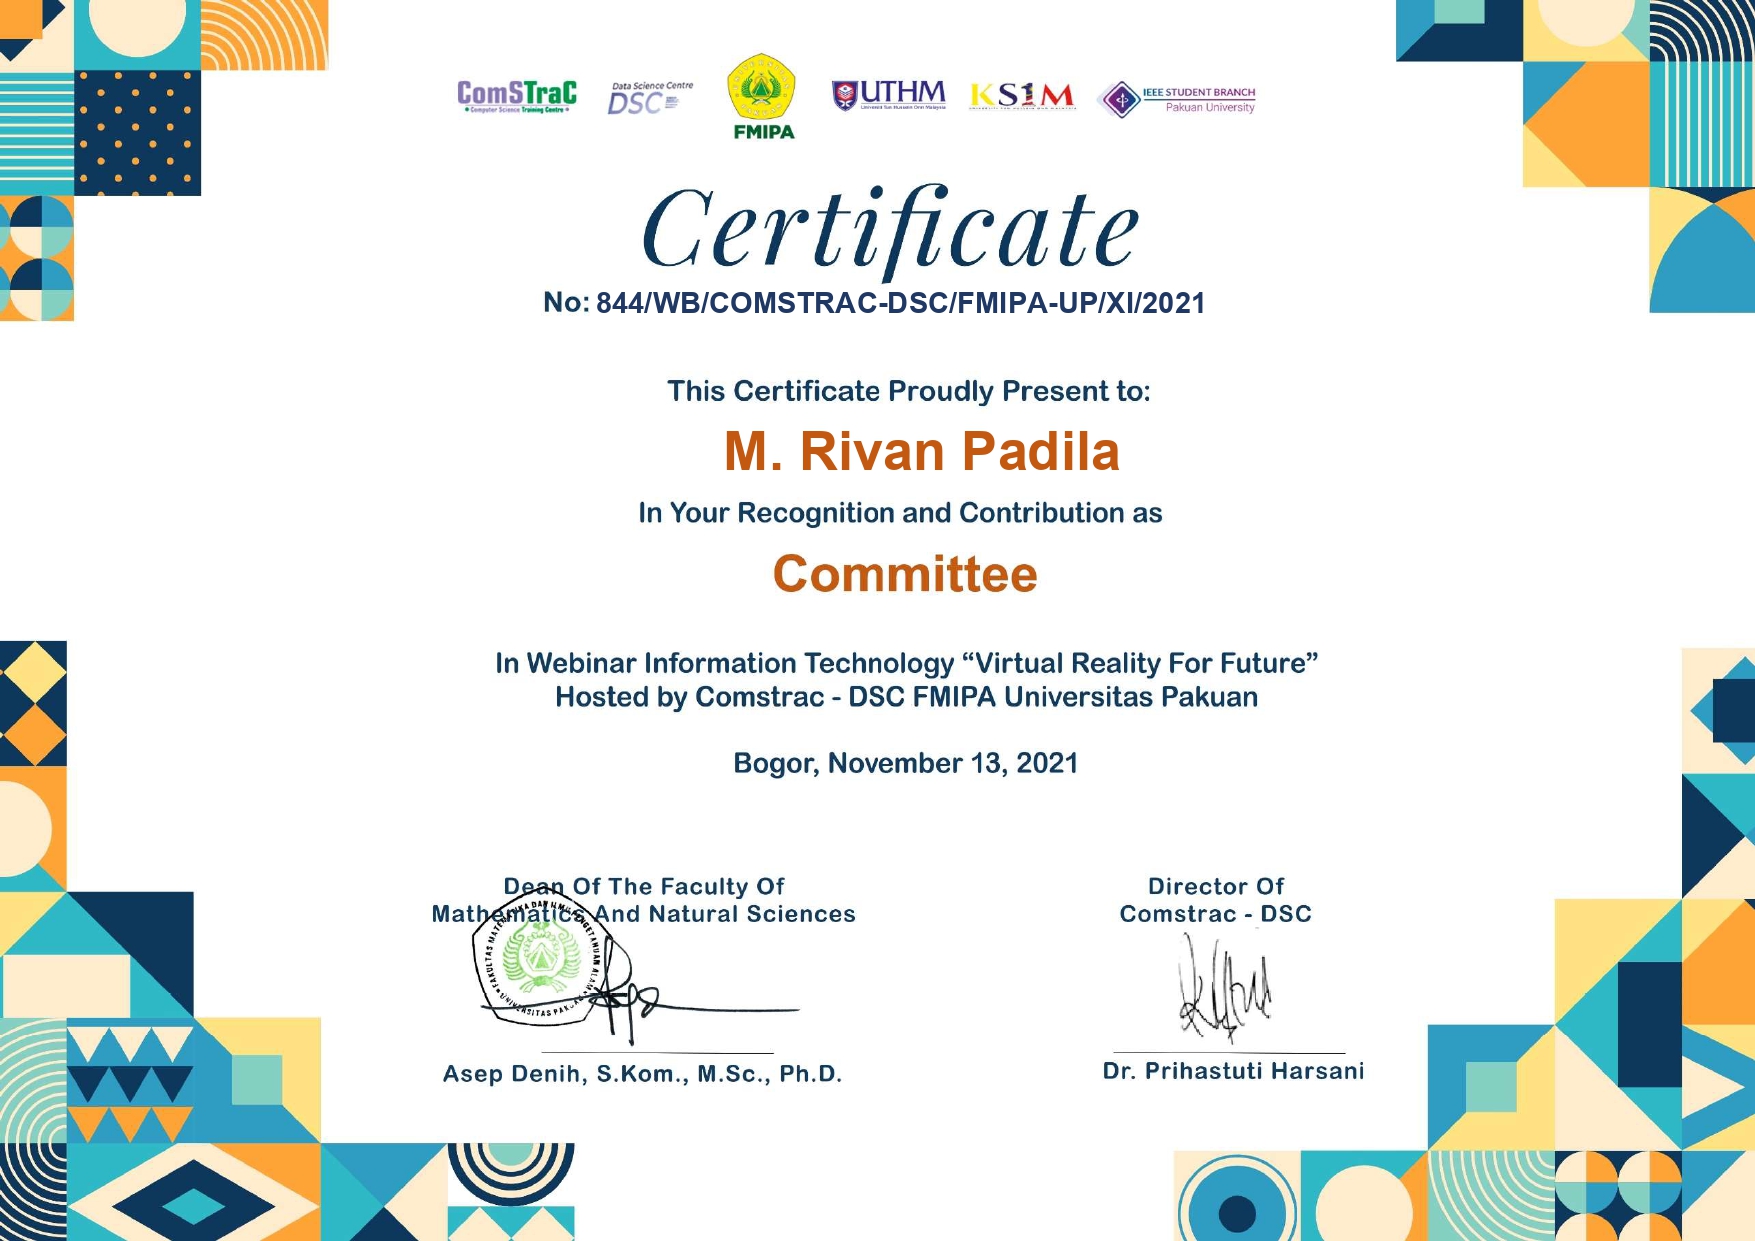 ComSTraC
Computer Science Training Centre
Data Science Centre
DSC
FMIPA
UTHM
Universiti Tun Hussein Onn Malaysia
KS1M
IEEE STUDENT BRANCH
Pakuan University
Certificate
No: 844/WB/COMSTRAC-DSC/FMIPA-UP/XI/2021
This Certificate Proudly Present to:
M. Rivan Padila
In Your Recognition and Contribution as
Committee
In Webinar Information Technology “Virtual Reality For Future”
Hosted by Comstrac - DSC FMIPA Universitas Pakuan
Bogor, November 13, 2021
Dean Of The Faculty Of
Mathematics And Natural Sciences
FAKULTAS MATEMATIKA DAN ILMU PENGETAHUAN ALAM
UNIVERSITAS PAKUAN
Asep Denih, S.Kom., M.Sc., Ph.D.
Director Of
Comstrac - DSC
Dr. Prihastuti Harsani